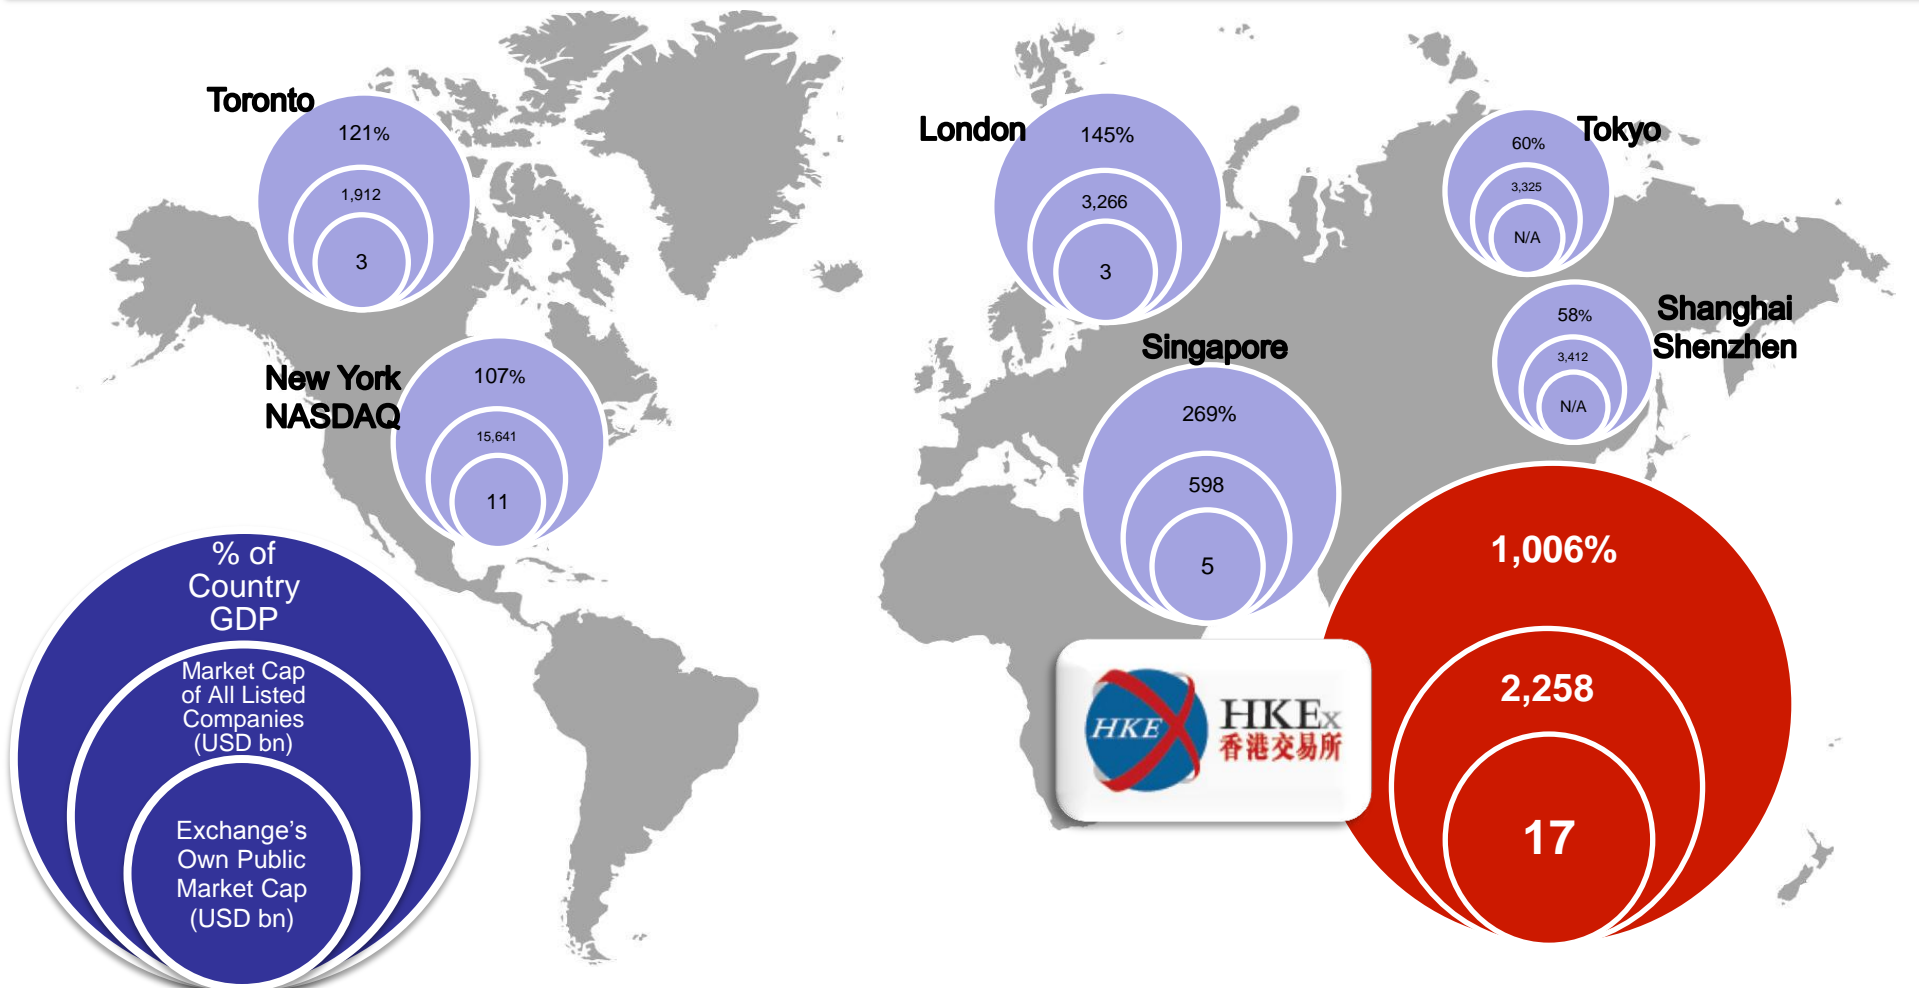 Toronto
121%
1,912
3
New York
NASDAQ
107%
15,641
11
% of
Country
GDP
Market Cap
of All Listed
Companies
(USD bn)
Exchange's
Own Public
Market Cap
(USD bn)
London
145%
3,266
3
Tokyo
60%
3,325
N/A
Shanghai
Shenzhen
58%
3,412
N/A
Singapore
269%
598
5
HKE
HKEx
香港交易所
1,006%
2,258
17